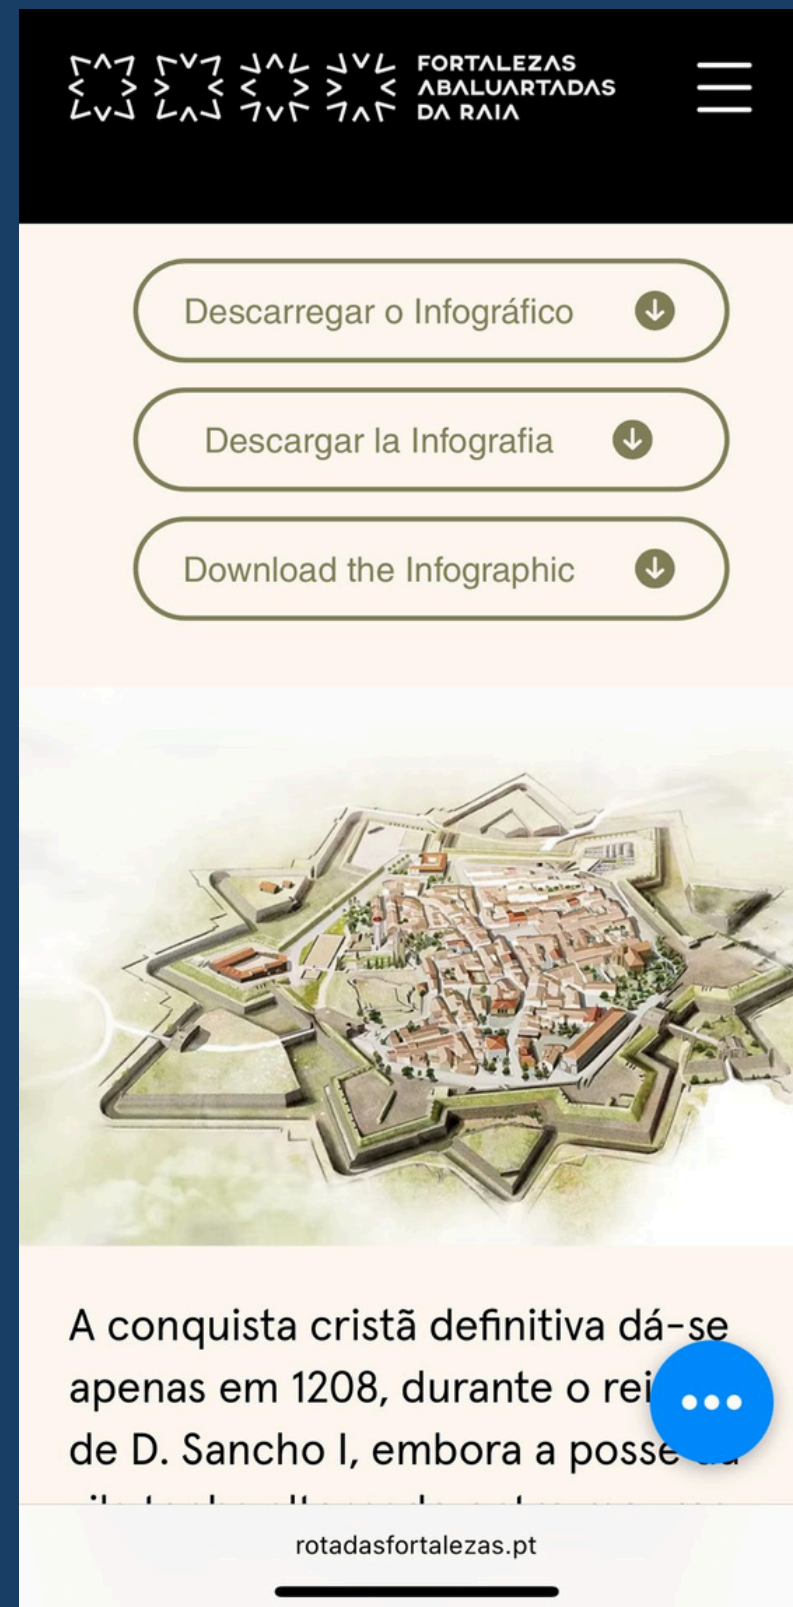 FORTALEZAS
ABALUARTADAS
DA RAIA
Descarregar o Infográfico
Descargar la Infografia
Download the Infographic
A conquista cristã definitiva dá-se
apenas em 1208, durante o
de D. Sancho I, embora a posse
rotadasfortalezas.pt